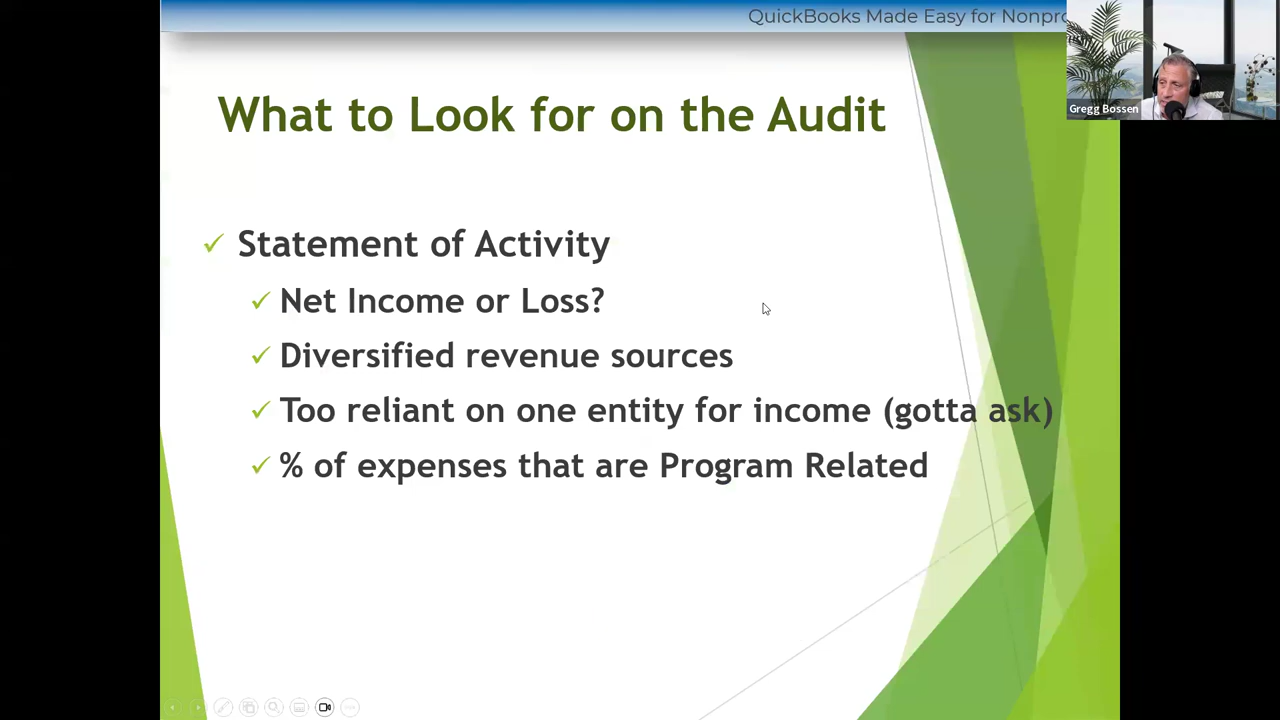 QuickBooks Made Easy for Nonpro
Gregg Bossen
What to Look for on the Audit
Statement of Activity
Net Income or Loss?
Diversified revenue sources
Too reliant on one entity for income (gotta ask)
% of expenses that are Program Related